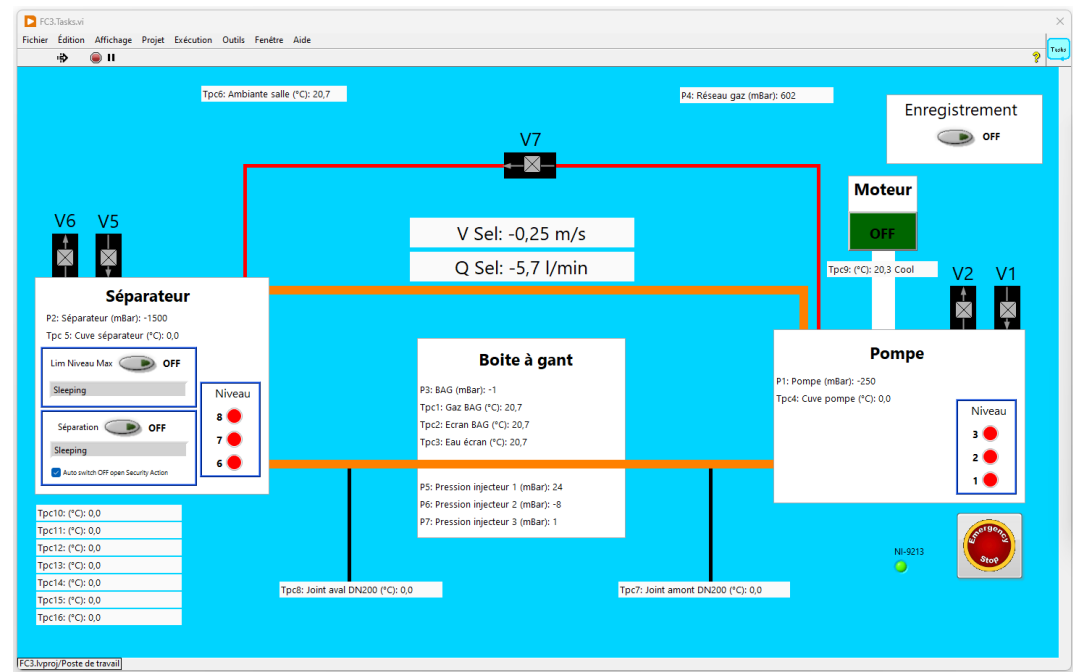 FC3.Tasks.vi
Fichier Édition Affichage Projet Exécution Outils Fenêtre Aide
?
Tasks
Tpc6: Ambiante salle (°C): 20,7
P4: Réseau gaz (mBar): 602
Enregistrement
OFF
V7
Moteur
OFF
V6 V5
V Sel: -0,25 m/s
Q Sel: -5,7 l/min
Tpc9: (°C): 20,3 Cool
V2 V1
Séparateur
P2: Séparateur (mBar): -1500
Tpc 5: Cuve séparateur (°C): 0,0
Lim Niveau Max OFF
Sleeping
Séparation OFF
Sleeping
Auto switch OFF open Security Action
Niveau
8
7
6
Boite à gant
P3: BAG (mBar): -1
Tpc1: Gaz BAG (°C): 20,7
Tpc2: Ecran BAG (°C): 20,7
Tpc3: Eau écran (°C): 20,7
P5: Pression injecteur 1 (mBar): 24
P6: Pression injecteur 2 (mBar): -8
P7: Pression injecteur 3 (mBar): 1
Pompe
P1: Pompe (mBar): -250
Tpc4: Cuve pompe (°C): 0,0
Niveau
3
2
1
Tpc10: (°C): 0,0
Tpc11: (°C): 0,0
Tpc12: (°C): 0,0
Tpc13: (°C): 0,0
Tpc14: (°C): 0,0
Tpc15: (°C): 0,0
Tpc16: (°C): 0,0
Tpc8: Joint aval DN200 (°C): 0,0
Tpc7: Joint amont DN200 (°C): 0,0
NI-9213
Emergency
Stop
FC3.lvproj/Poste de travail